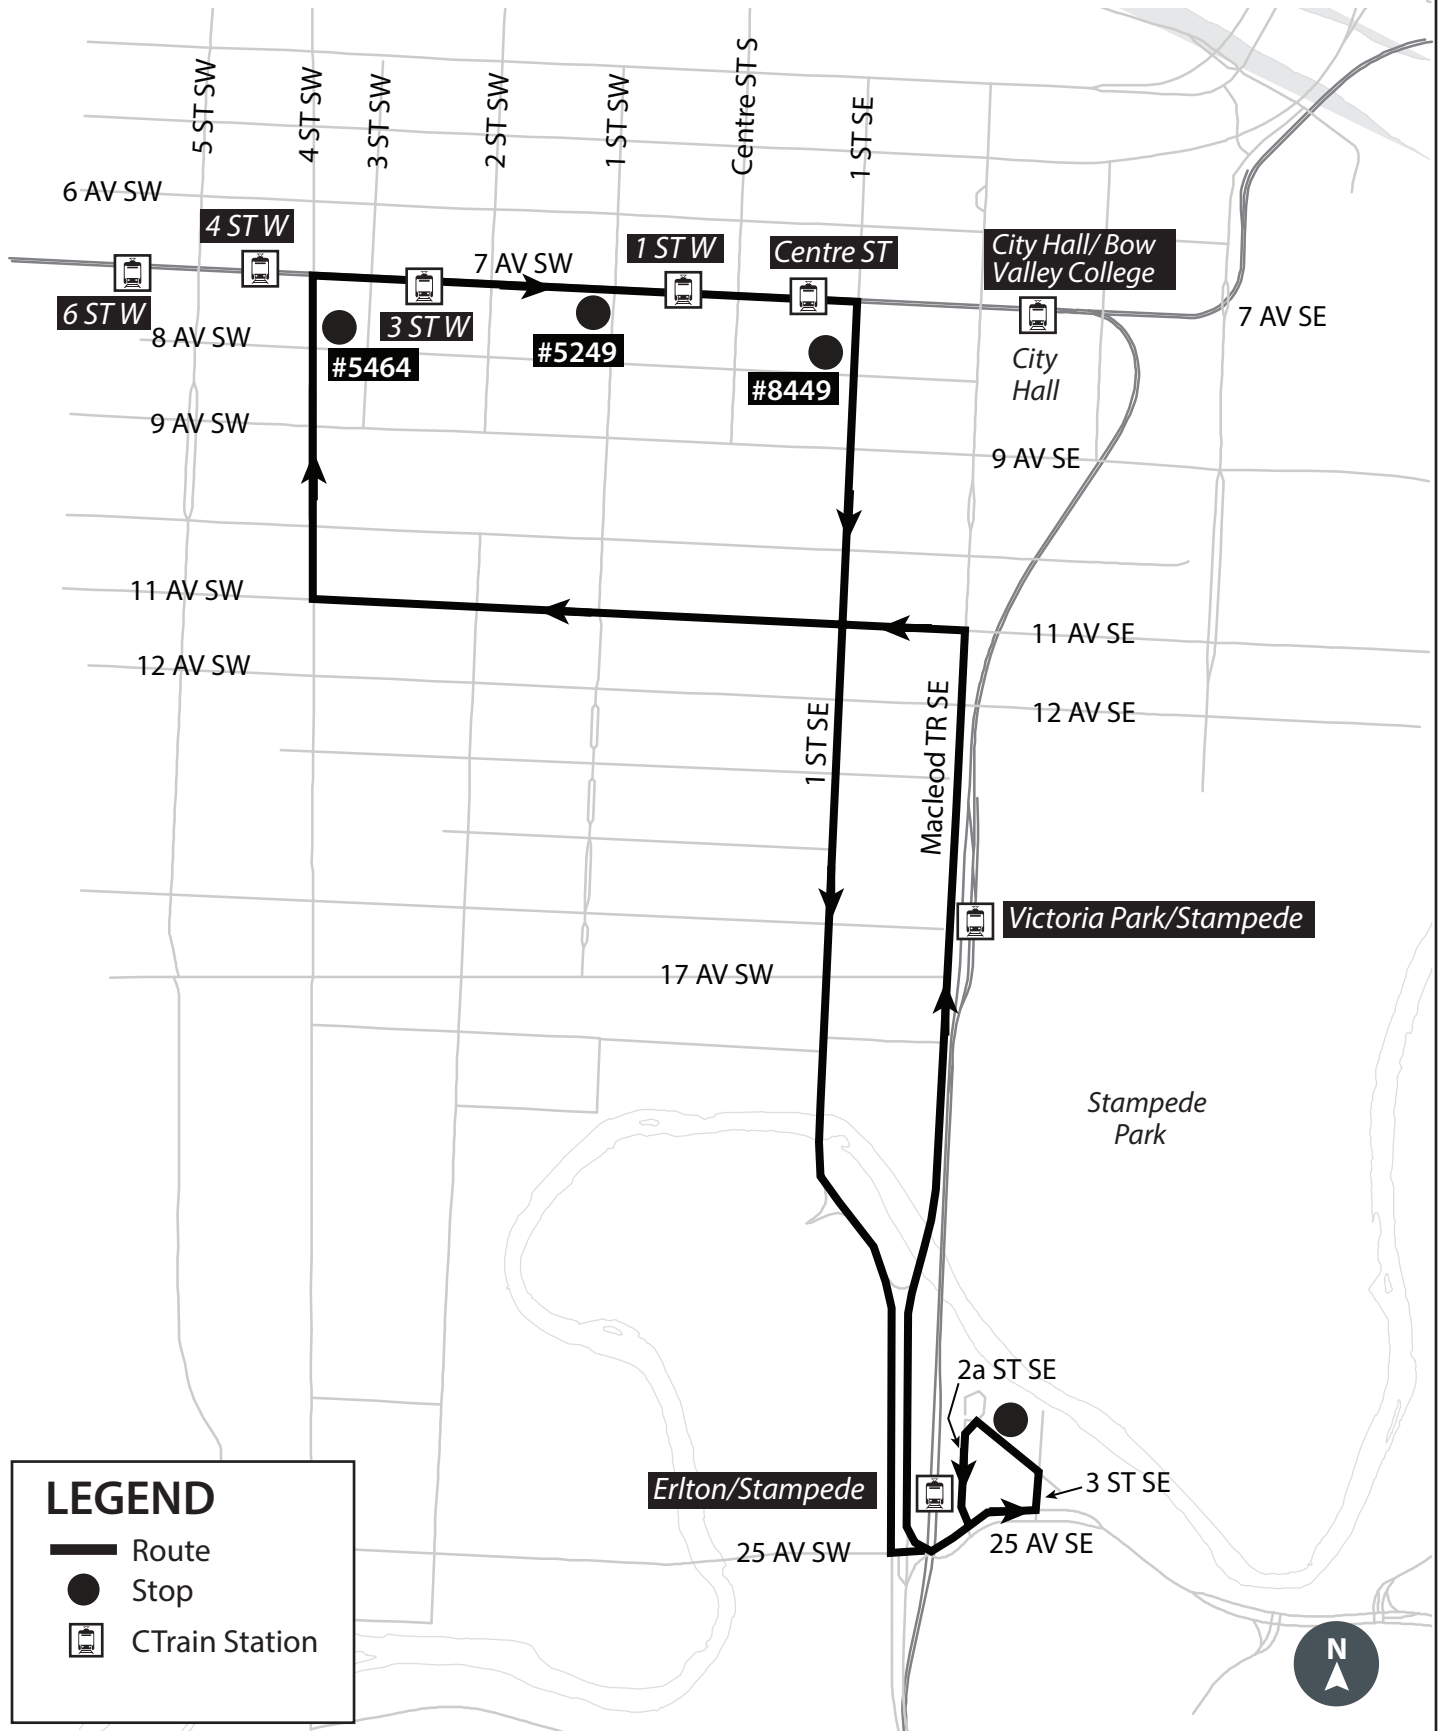 5 ST SW
4 ST SW
3 ST SW
2 ST SW
1 ST SW
Centre ST S
1 ST SE
6 AV SW
4 ST W
7 AV SW
1 ST W
Centre ST
City Hall/ Bow
Valley College
6 ST W
3 ST W
7 AV SE
8 AV SW
#5464
#5249
#8449
City
Hall
9 AV SW
9 AV SE
11 AV SW
11 AV SE
12 AV SW
12 AV SE
1 ST SE
Macleod TR SE
Victoria Park/Stampede
17 AV SW
Stampede
Park
2a ST SE
Erlton/Stampede
3 ST SE
25 AV SW
25 AV SE
LEGEND
Route
Stop
CTrain Station
N